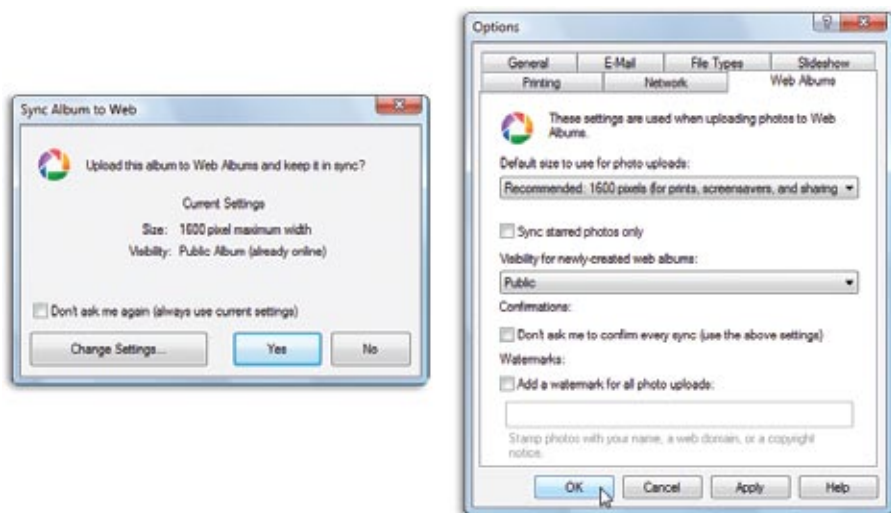 Sync Album to Web
Upload this album to Web Albums and keep it in sync?
Current Settings
Size: 1600 pixel maximum width
Visibility: Public Album (already online)
Don't ask me again (always use current settings)
Change Settings...
Yes
No
Options
General
E-Mail
File Types
Slideshow
Printing
Network
Web Albums
These settings are used when uploading photos to Web
Albums.
Default size to use for photo uploads:
Recommended: 1600 pixels (for prints, screensavers, and sharing
Sync starred photos only
Visibility for newly-created web albums:
Public
Confirmations:
Don't ask me to confirm every sync (use the above settings)
Watermarks:
Add a watermark for all photo uploads:
Stamp photos with your name, a web domain, or a copyright
notice.
OK
Cancel
Apply
Help